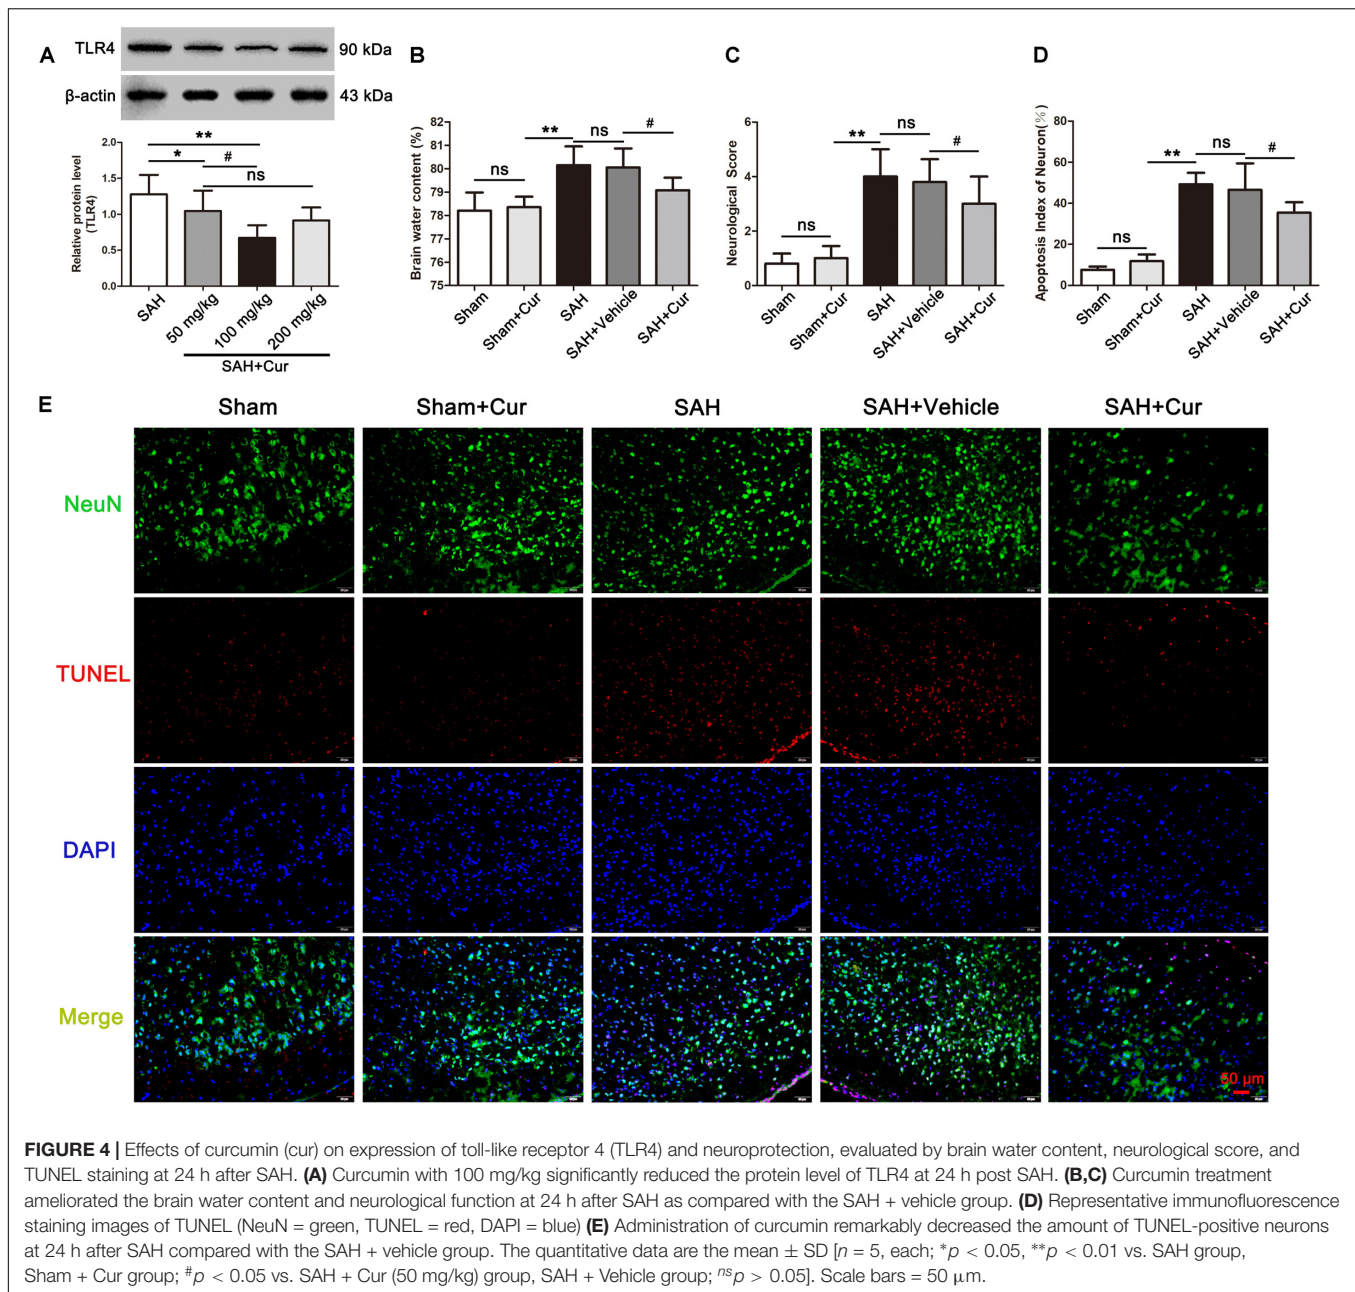 A
TLR4
90 kDa
β-actin
43 kDa
Relative protein level
(TLR4)
2.0
1.5
1.0
0.5
0.0
**
*
#
ns
SAH
50 mg/kg
100 mg/kg
200 mg/kg
SAH+Cur
B
Brain water content (%)
82
81
80
79
78
77
76
75
ns
**
ns
#
Sham
Sham+Cur
SAH
SAH+Vehicle
SAH+Cur
C
Neurological Score
6
4
2
0
ns
**
ns
#
Sham
Sham+Cur
SAH
SAH+Vehicle
SAH+Cur
D
Apoptosis Index of Neuron(%)
80
60
40
20
0
ns
**
ns
#
Sham
Sham+Cur
SAH
SAH+Vehicle
SAH+Cur
E
Sham Sham+Cur SAH SAH+Vehicle SAH+Cur
NeuN
TUNEL
DAPI
Merge
50 μm
FIGURE 4 | Effects of curcumin (cur) on expression of toll-like receptor 4 (TLR4) and neuroprotection, evaluated by brain water content, neurological score, and
TUNEL staining at 24 h after SAH. (A) Curcumin with 100 mg/kg significantly reduced the protein level of TLR4 at 24 h post SAH. (B,C) Curcumin treatment
ameliorated the brain water content and neurological function at 24 h after SAH as compared with the SAH + vehicle group. (D) Representative immunofluorescence
staining images of TUNEL (NeuN = green, TUNEL = red, DAPI = blue) (E) Administration of curcumin remarkably decreased the amount of TUNEL-positive neurons
at 24 h after SAH compared with the SAH + vehicle group. The quantitative data are the mean ± SD [n = 5, each; *p < 0.05, **p < 0.01 vs. SAH group,
Sham + Cur group; #p < 0.05 vs. SAH + Cur (50 mg/kg) group, SAH + Vehicle group; nsp > 0.05]. Scale bars = 50 μm.